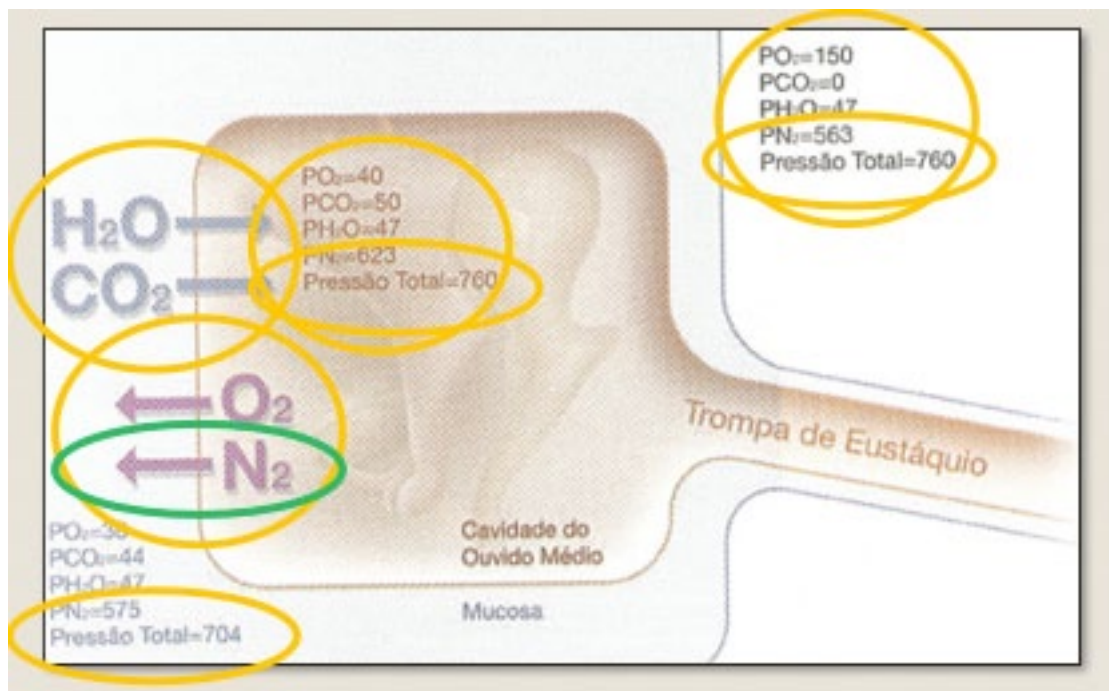 PO₂=150
PCO₂=0
PH₂O=47
PN₂=563
Pressão Total=760
H₂O
CO₂
PO₂=40
PCO₂=50
PH₂O=47
PN₂=623
Pressão Total=760
O₂
N₂
Trompa de Eustáquio
PCO₂=44
PH₂O=47
PN₂=575
Pressão Total=704
Cavidade do
Ouvido Médio
Mucosa